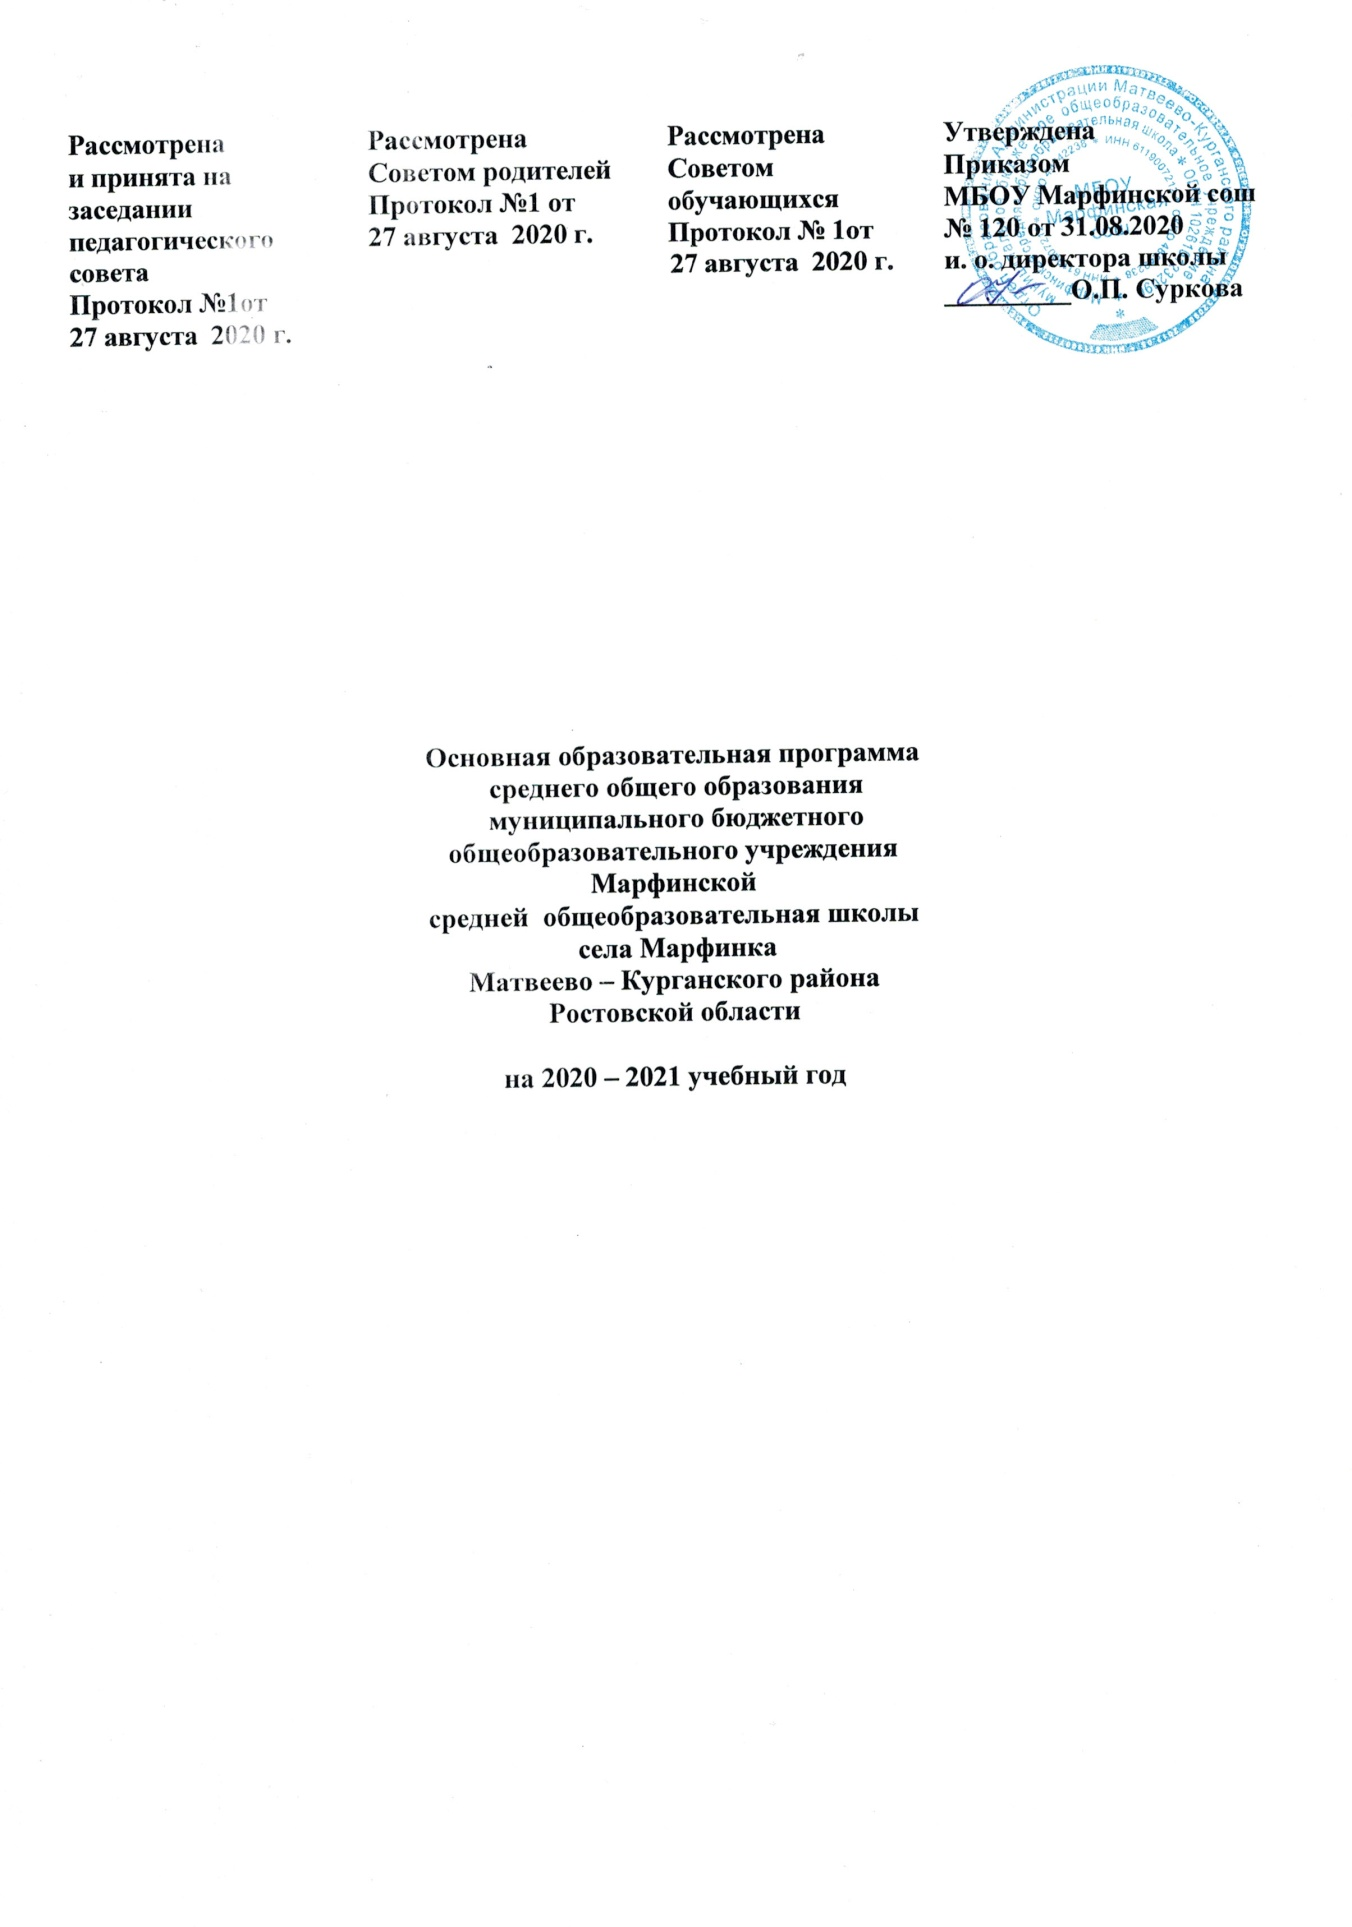 Рассмотрена
и принята на
заседании
педагогического
совета
Протокол №1от
27 августа 2020 г.
Рассмотрена
Советом родителей
Протокол №1 от
27 августа 2020 г.
Рассмотрена
Советом
обучающихся
Протокол № 1от
27 августа 2020 г.
Утверждена
Приказом
МБОУ Марфинской сош
№ 120 от 31.08.2020
и. о. директора школы
_________О.П. Суркова
МБОУ
Марфинская
Основная образовательная программа
среднего общего образования
муниципального бюджетного
общеобразовательного учреждения
Марфинской
средней общеобразовательная школы
села Марфинка
Матвеево – Курганского района
Ростовской области
на 2020 – 2021 учебный год